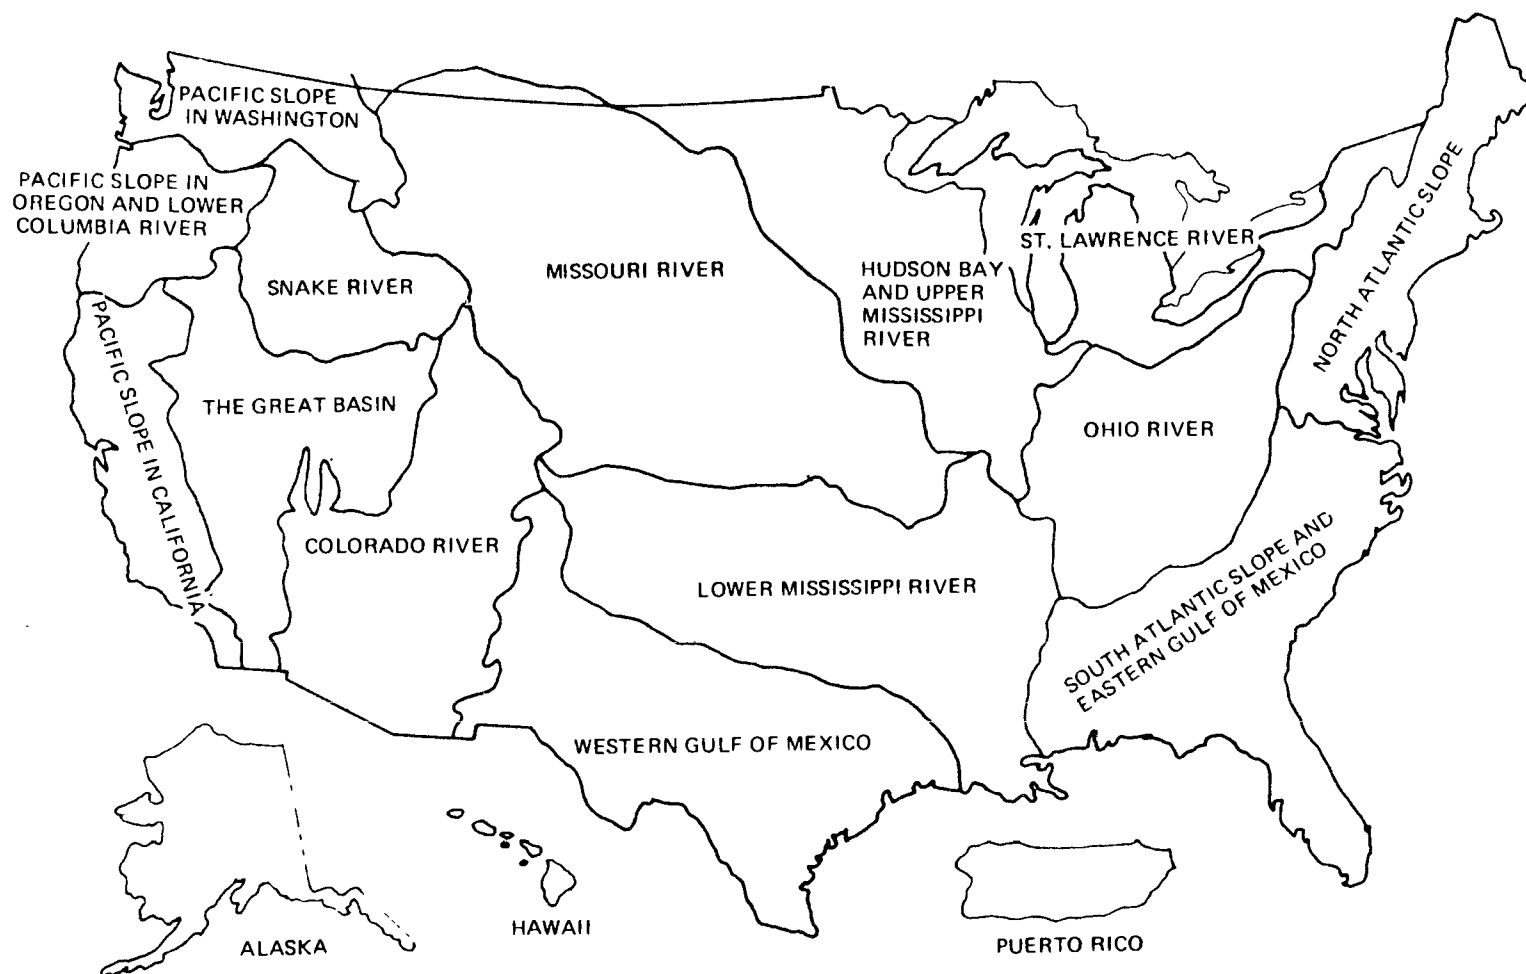 PACIFIC SLOPE
IN WASHINGTON
PACIFIC SLOPE IN
OREGON AND LOWER
COLUMBIA RIVER
SNAKE RIVER
MISSOURI RIVER
HUDSON BAY
AND UPPER
MISSISSIPPI
RIVER
ST. LAWRENCE RIVER
NORTH ATLANTIC SLOPE
PACIFIC SLOPE IN CALIFORNIA
THE GREAT BASIN
OHIO RIVER
COLORADO RIVER
LOWER MISSISSIPPI RIVER
SOUTH ATLANTIC SLOPE AND
EASTERN GULF OF MEXICO
WESTERN GULF OF MEXICO
ALASKA
HAWAII
PUERTO RICO